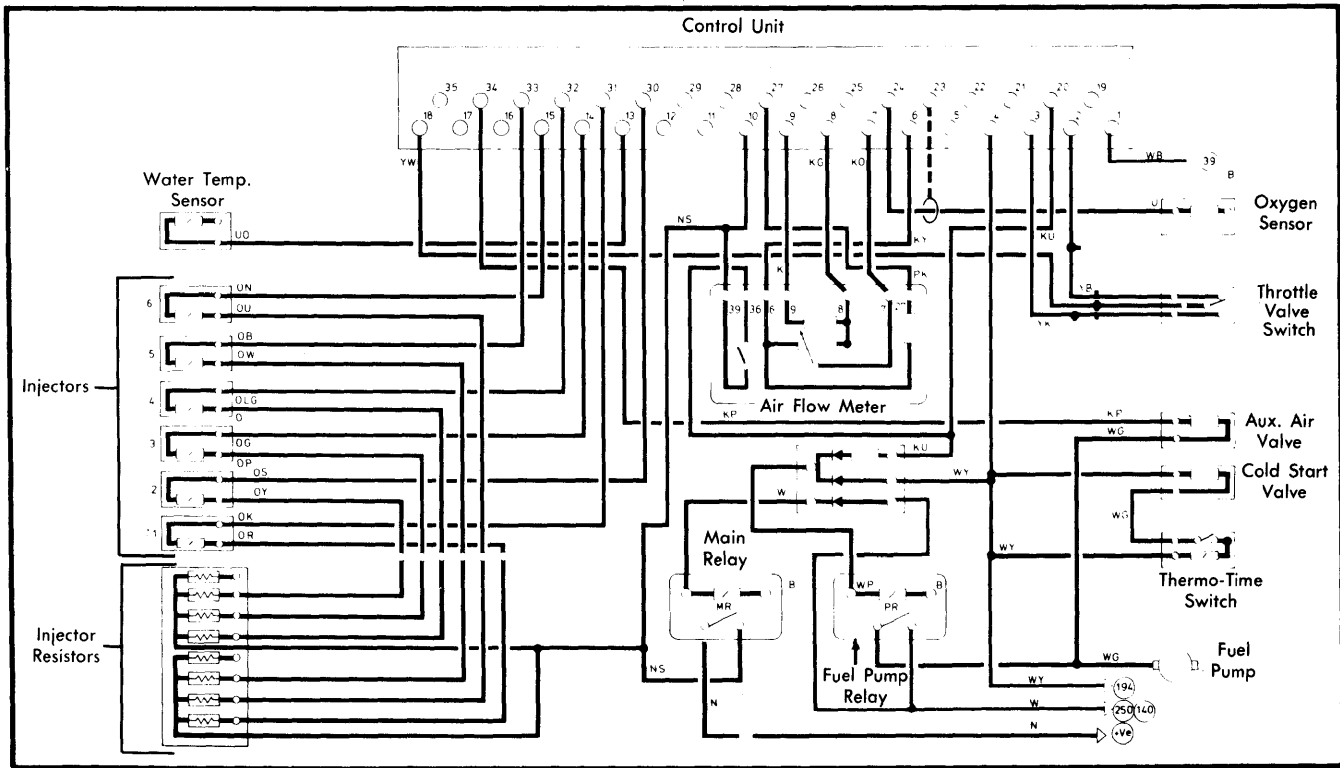 Control Unit
35 34 33 32 31 30 29 28 27 26 25 24 23 22 21 20 19
18 17 16 15 14 13 12 11 10 9 8 7 6 5 4 3 2 1
YW
KG
KO
WB
39
B
Water Temp.
Sensor
UO
NS
KY
KU
U
Oxygen
Sensor
K
PK
Injectors
6
ON
OU
5
OB
OW
4
OLG
O
3
OG
OP
2
OS
OY
1
OK
OR
39 36 6 9 8 7
YB
YK
Throttle
Valve
Switch
Air Flow Meter
KP
KP
WG
Aux. Air
Valve
KU
WY
W
Cold Start
Valve
WG
WY
Thermo-Time
Switch
Main
Relay
B
MR
WP
B
PR
Injector
Resistors
NS
N
Fuel Pump
Relay
WG
Fuel
Pump
WY
194
W
250 140
N
+Ve